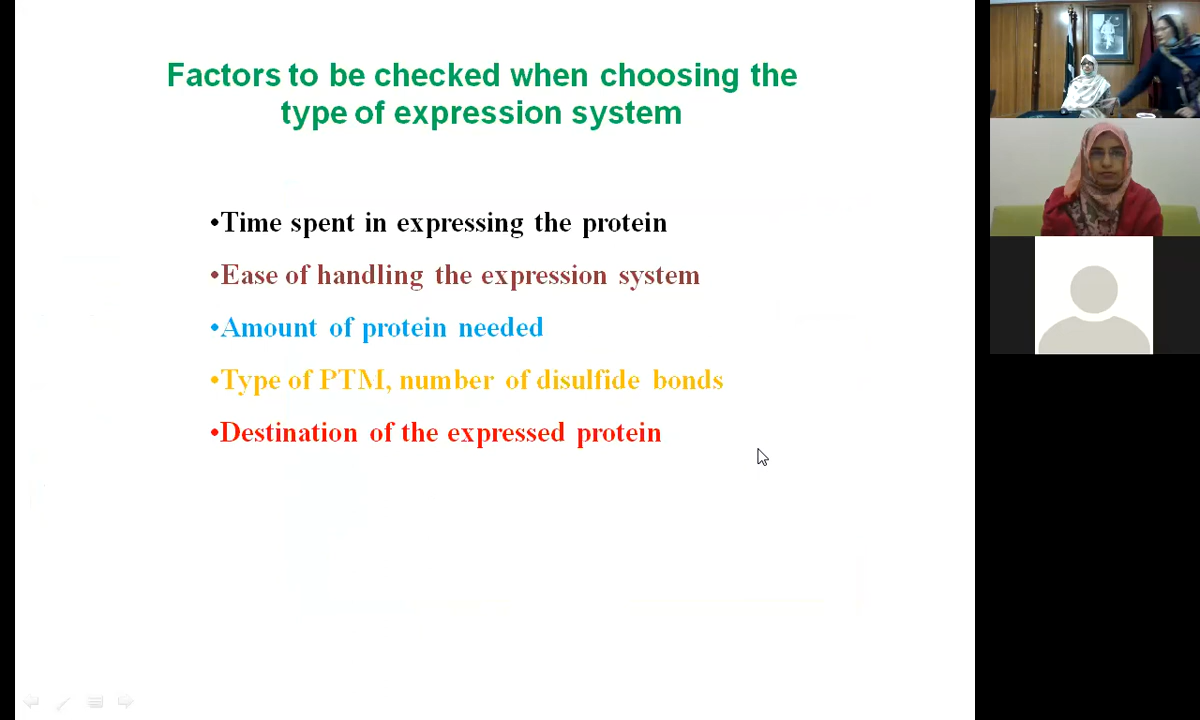 Factors to be checked when choosing the
type of expression system
•Time spent in expressing the protein
•Ease of handling the expression system
•Amount of protein needed
•Type of PTM, number of disulfide bonds
•Destination of the expressed protein